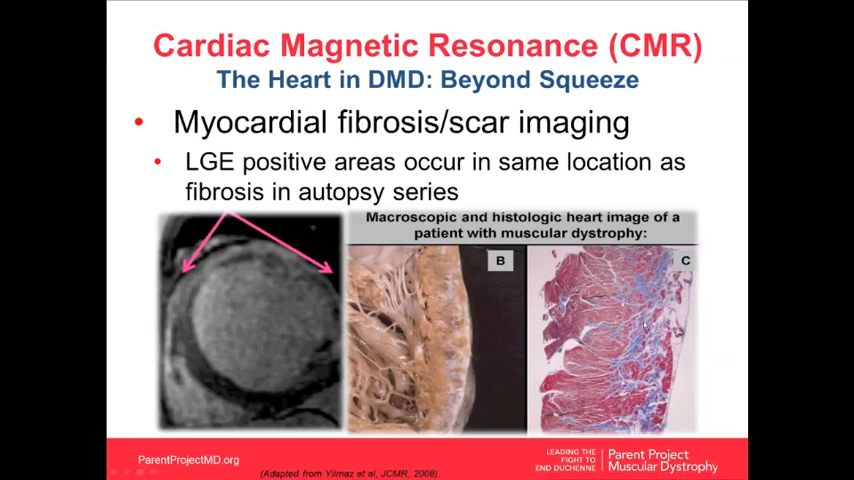 Cardiac Magnetic Resonance (CMR)
The Heart in DMD: Beyond Squeeze
• Myocardial fibrosis/scar imaging
• LGE positive areas occur in same location as
fibrosis in autopsy series
Macroscopic and histologic heart image of a
patient with muscular dystrophy:
B
C
ParentProjectMD.org
(Adapted from Yilmaz et al, JCMR, 2008).
LEADING THE
FIGHT TO
END DUCHENNE
Parent Project
Muscular Dystrophy